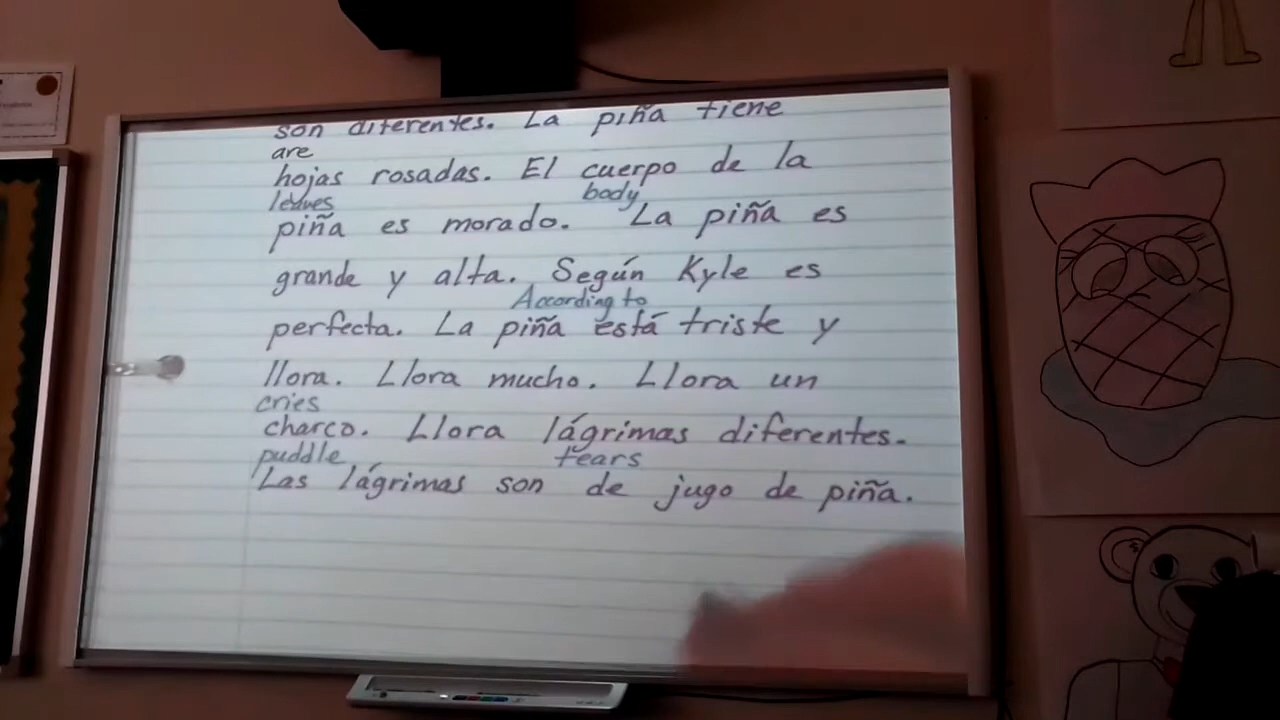 son diferentes. La piña tiene
are
hojas rosadas. El cuerpo de la
leaves body
piña es morado. La piña es
grande y alta. Según Kyle es
According to
perfecta. La piña está triste y
llora. Llora mucho. Llora un
cries
charco. Llora lágrimas diferentes.
puddle tears
Las lágrimas son de jugo de piña.